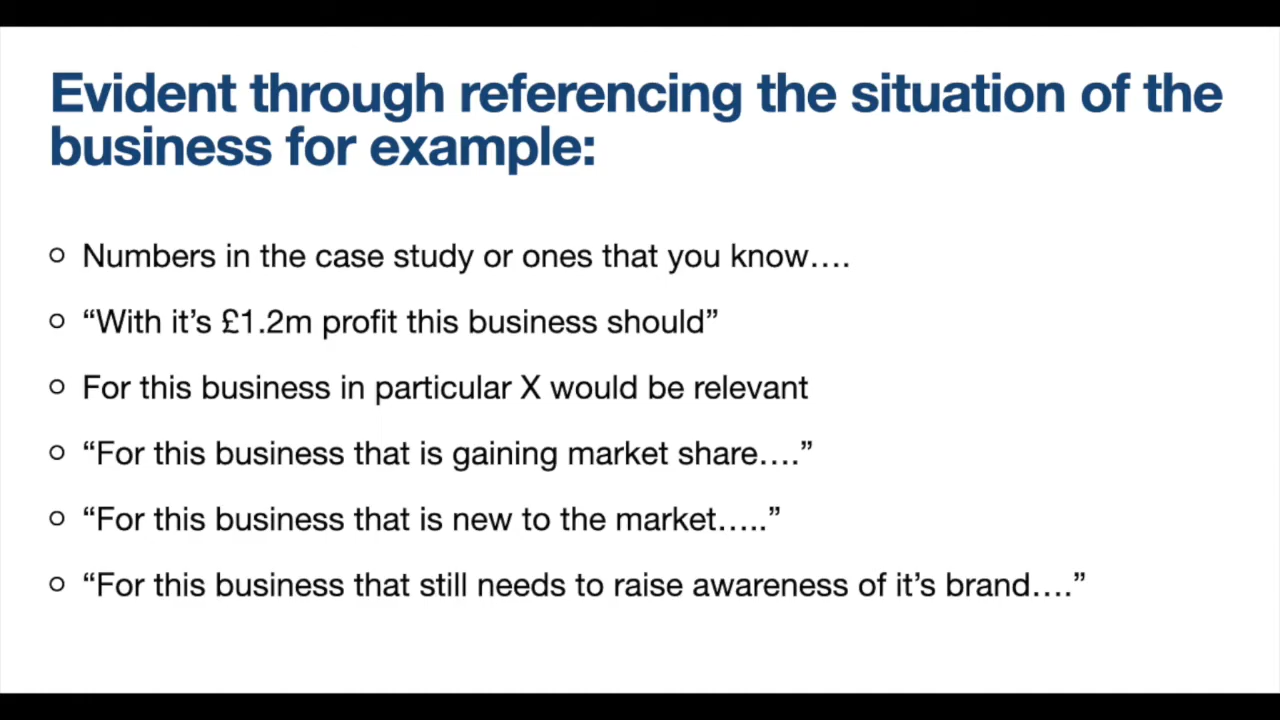 Evident through referencing the situation of the
business for example:
Numbers in the case study or ones that you know….
“With it’s £1.2m profit this business should”
For this business in particular X would be relevant
“For this business that is gaining market share….”
“For this business that is new to the market…..”
“For this business that still needs to raise awareness of it’s brand….”